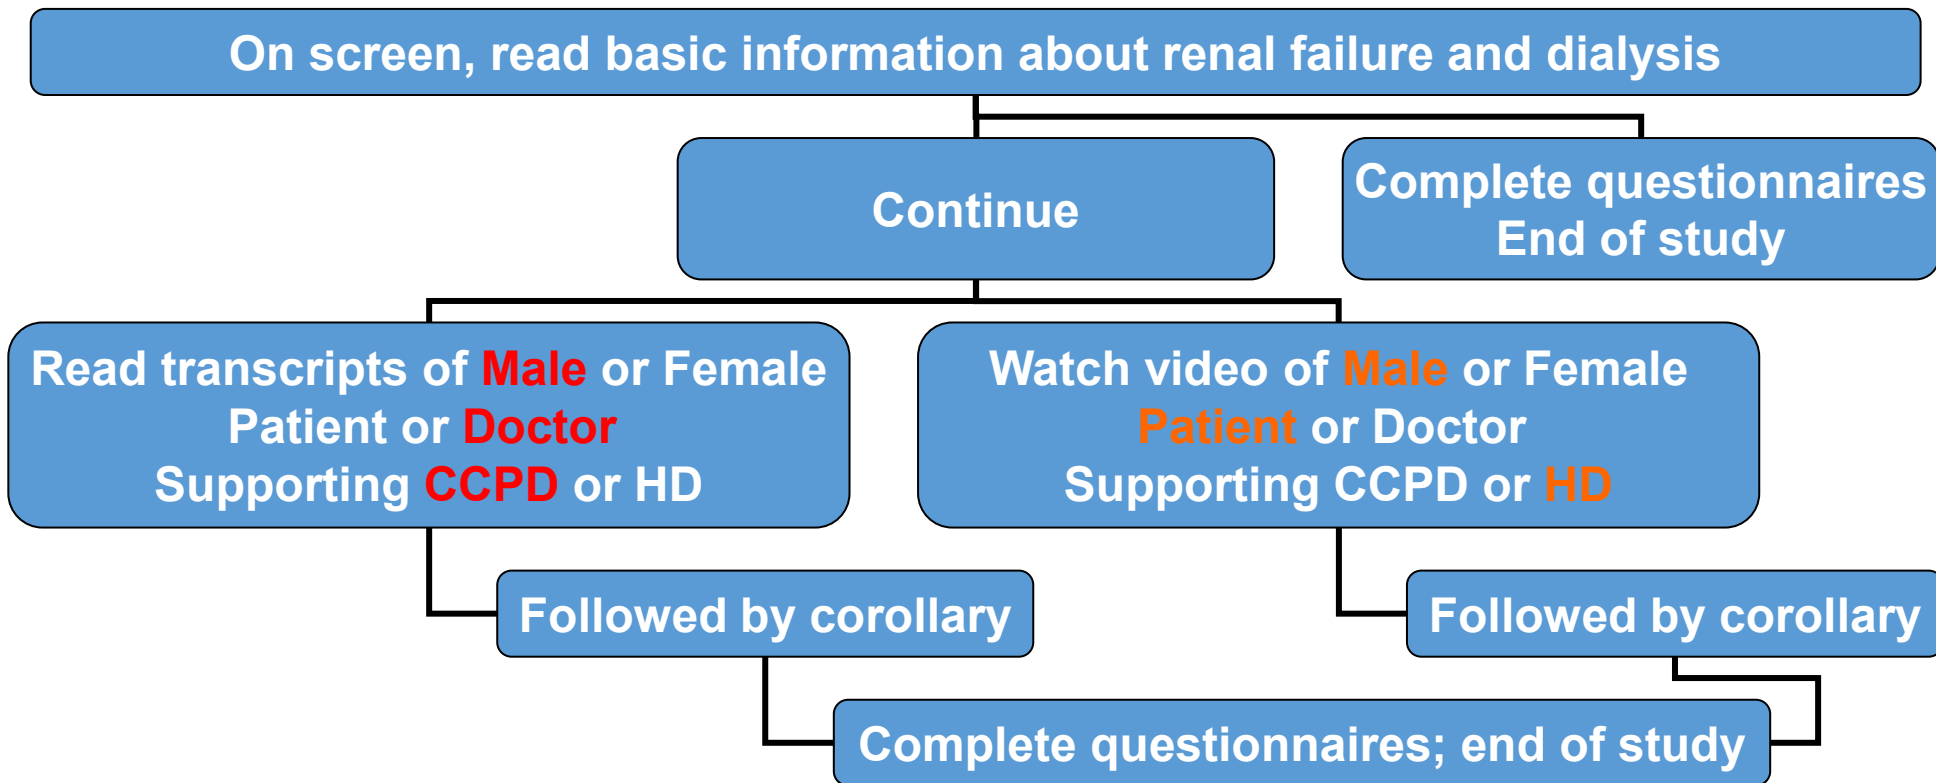 On screen, read basic information about renal failure and dialysis
Continue
Complete questionnaires
End of study
Read transcripts of Male or Female
Patient or Doctor
Supporting CCPD or HD
Watch video of Male or Female
Patient or Doctor
Supporting CCPD or HD
Followed by corollary
Followed by corollary
Complete questionnaires; end of study